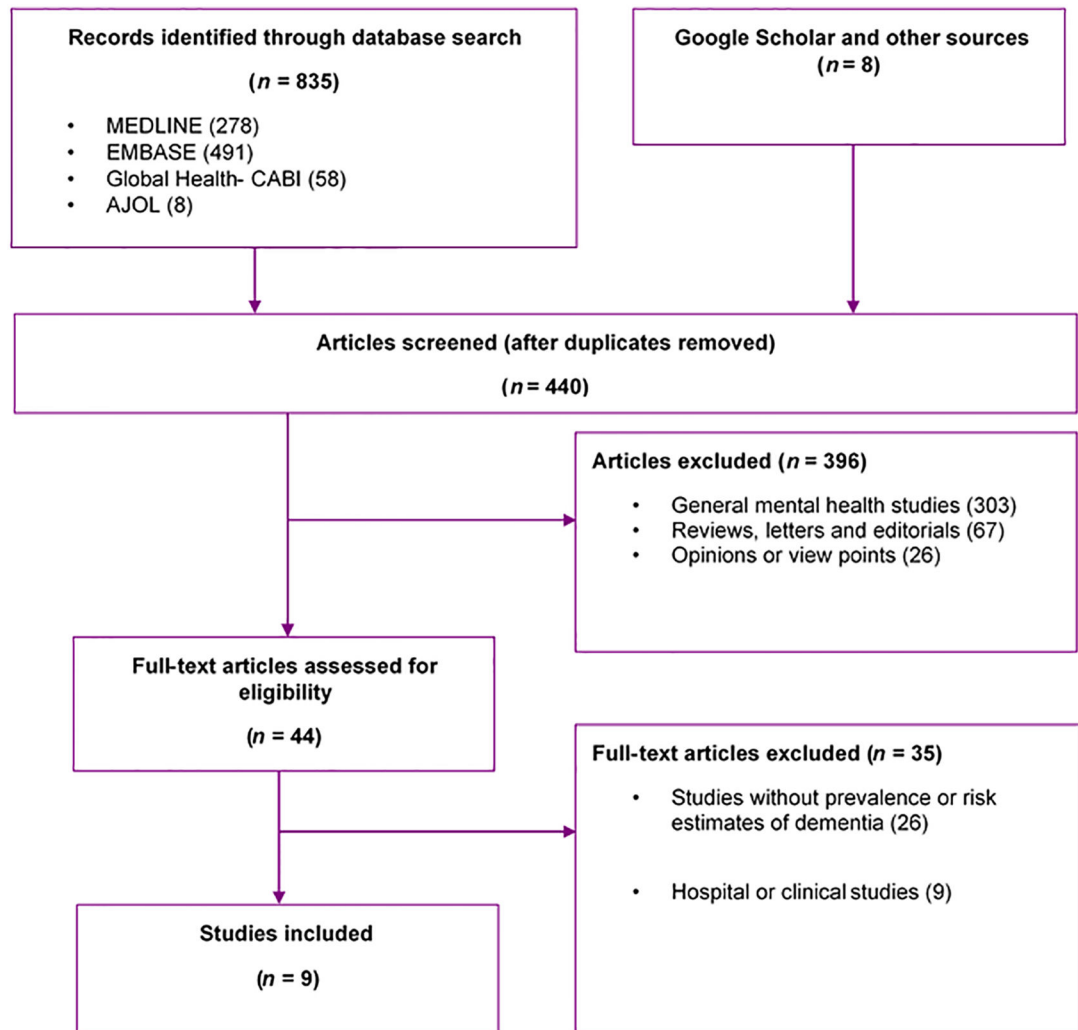 Records identified through database search
(n = 835)
• MEDLINE (278)
• EMBASE (491)
• Global Health- CABI (58)
• AJOL (8)
Google Scholar and other sources
(n = 8)
Articles screened (after duplicates removed)
(n = 440)
Articles excluded (n = 396)
• General mental health studies (303)
• Reviews, letters and editorials (67)
• Opinions or view points (26)
Full-text articles assessed for
eligibility
(n = 44)
Full-text articles excluded (n = 35)
• Studies without prevalence or risk
estimates of dementia (26)
• Hospital or clinical studies (9)
Studies included
(n = 9)